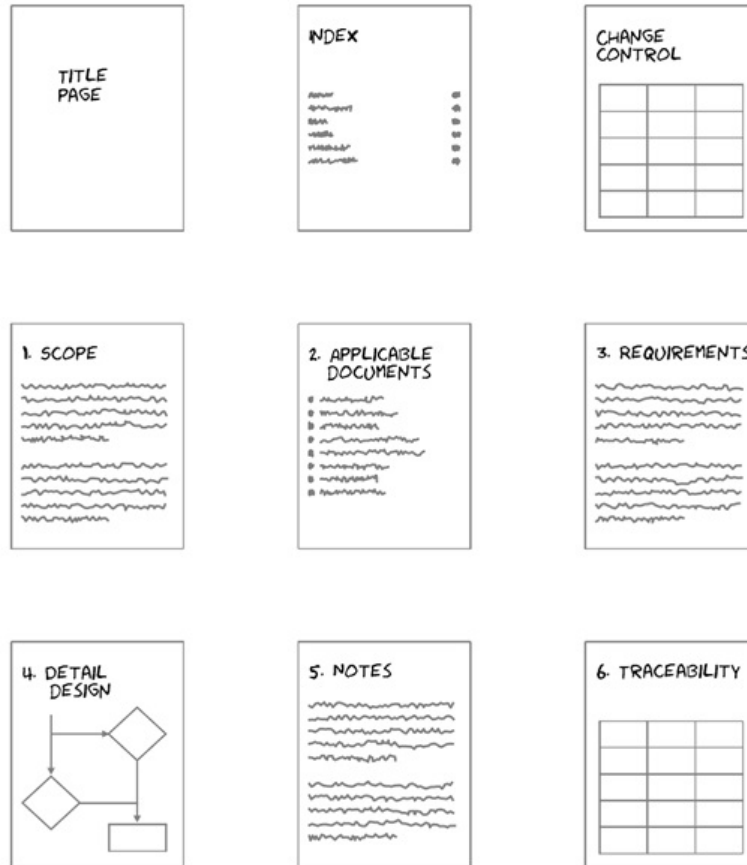 TITLE
PAGE
INDEX
CHANGE
CONTROL
1. SCOPE
2. APPLICABLE
DOCUMENTS
3. REQUIREMENTS
4. DETAIL
DESIGN
5. NOTES
6. TRACEABILITY